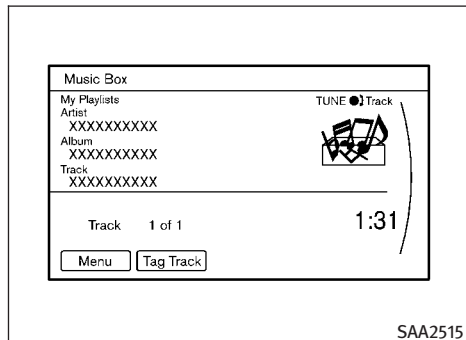 Music Box
My Playlists
TUNE Track
Artist
XXXXXXXXXX
Album
XXXXXXXXXX
Track
XXXXXXXXXX
Track 1 of 1
1:31
Menu Tag Track
SAA2515